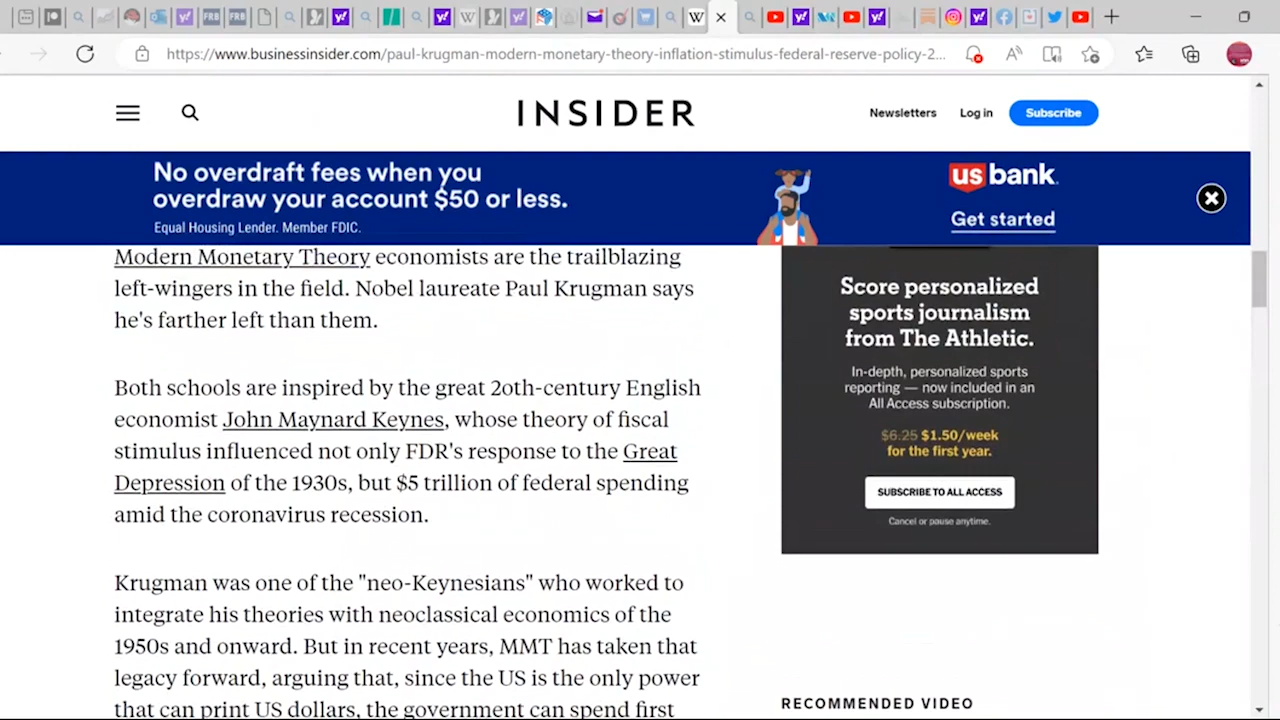 FRB
FRB
W
W
https://www.businessinsider.com/paul-krugman-modern-monetary-theory-inflation-stimulus-federal-reserve-policy-2...
INSIDER
Newsletters
Log in
Subscribe
No overdraft fees when you
overdraw your account $50 or less.
Equal Housing Lender. Member FDIC.
usbank.
Get started
Modern Monetary Theory economists are the trailblazing
left-wingers in the field. Nobel laureate Paul Krugman says
he's farther left than them.
Both schools are inspired by the great 20th-century English
economist John Maynard Keynes, whose theory of fiscal
stimulus influenced not only FDR's response to the Great
Depression of the 1930s, but $5 trillion of federal spending
amid the coronavirus recession.
Krugman was one of the "neo-Keynesians" who worked to
integrate his theories with neoclassical economics of the
1950s and onward. But in recent years, MMT has taken that
legacy forward, arguing that, since the US is the only power
that can print US dollars, the government can spend first
Score personalized
sports journalism
from The Athletic.
In-depth, personalized sports
reporting — now included in an
All Access subscription.
$6.25 $1.50/week
for the first year.
SUBSCRIBE TO ALL ACCESS
Cancel or pause anytime.
RECOMMENDED VIDEO